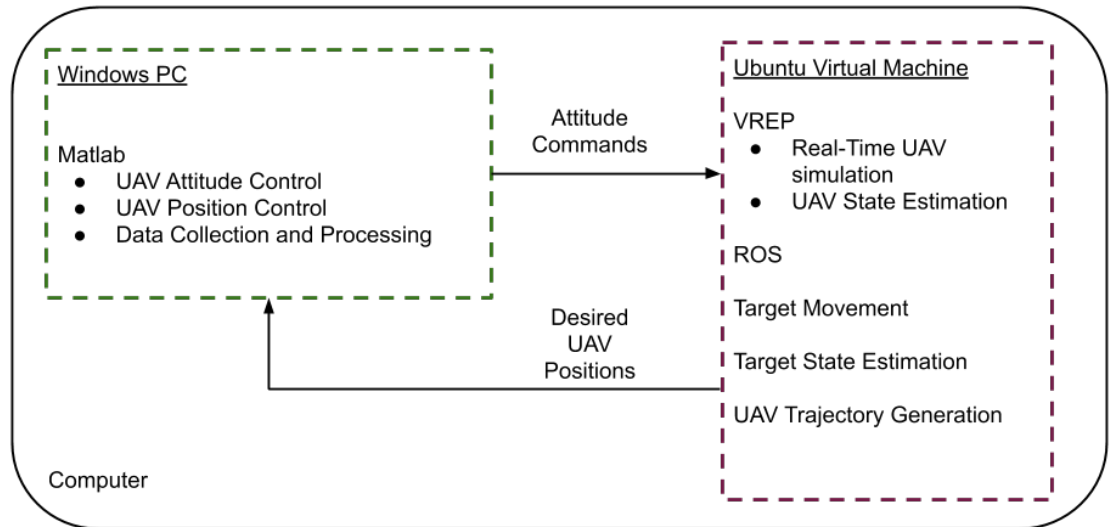 Windows PC
Matlab
● UAV Attitude Control
● UAV Position Control
● Data Collection and Processing
Attitude
Commands
Desired
UAV
Positions
Ubuntu Virtual Machine
VREP
● Real-Time UAV
simulation
● UAV State Estimation
ROS
Target Movement
Target State Estimation
UAV Trajectory Generation
Computer